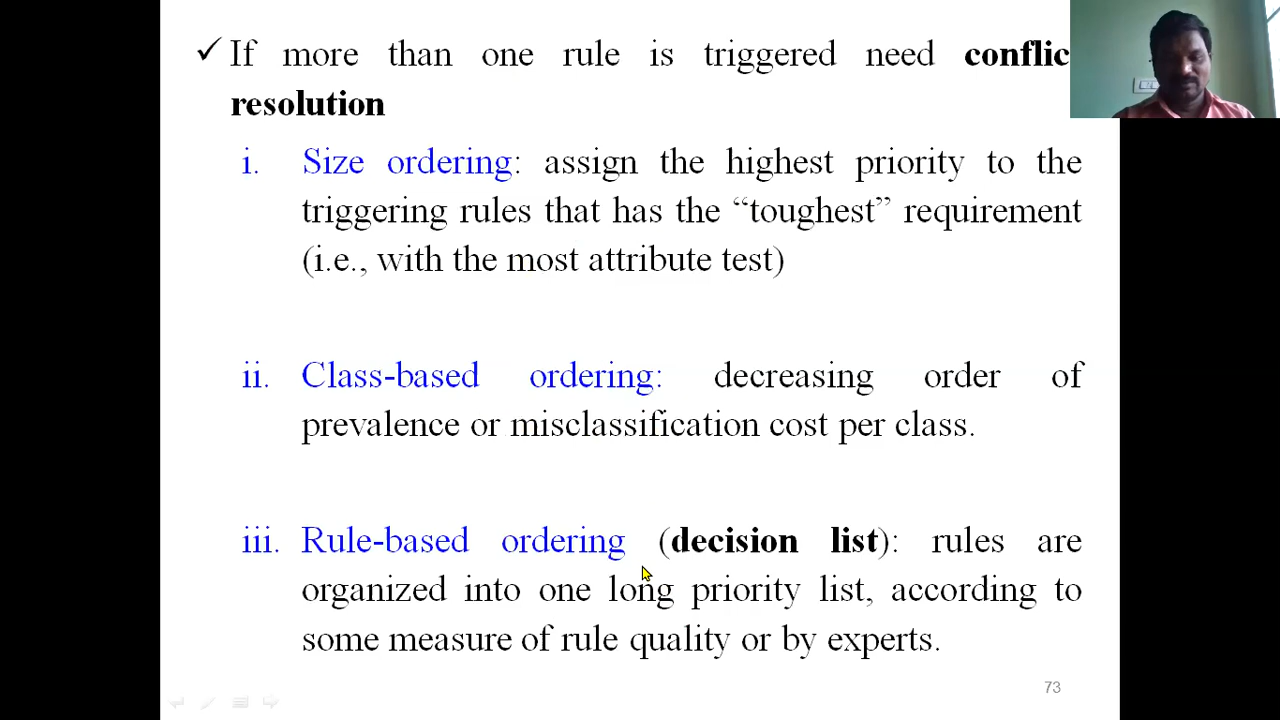 ✓ If more than one rule is triggered need conflic
resolution
i. Size ordering: assign the highest priority to the
triggering rules that has the “toughest” requirement
(i.e., with the most attribute test)
ii. Class-based ordering: decreasing order of
prevalence or misclassification cost per class.
iii. Rule-based ordering (decision list): rules are
organized into one long priority list, according to
some measure of rule quality or by experts.
73